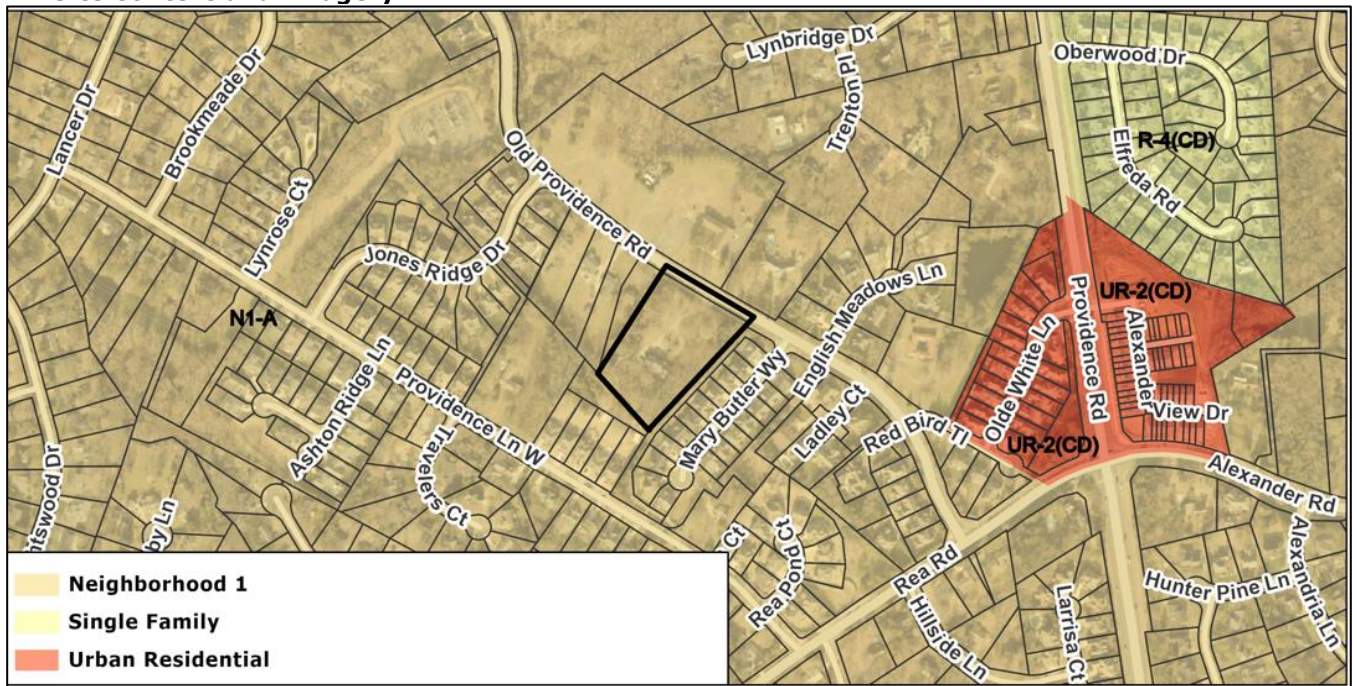 Lynbridge Dr
Oberwood Dr
Trenton Pl
Lancer Dr
Brookmeade Dr
Old Providence Rd
R-4(CD)
Elfreda Rd
Lynrose Ct
Jones Ridge Dr
English Meadows Ln
Providence Rd
UR-2(CD)
N1-A
Alexander
View Dr
Olde White Ln
Mary Butler Wy
Ashton Ridge Ln
Providence Ln W
Ladley Ct
Red Bird Tl
UR-2(CD)
Travelers Ct
Alexander Rd
Ct
Rea Pond Ct
Rea Rd
Alexandria Ln
Hunter Pine Ln
Hillside Ln
Larrisa Ct
Neighborhood 1
Single Family
Urban Residential